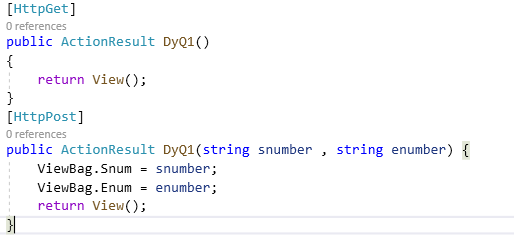 [HttpGet]
0 references
public ActionResult DyQ1()
{
    return View();
}
[HttpPost]
0 references
public ActionResult DyQ1(string snumber , string enumber) {
    ViewBag.Snum = snumber;
    ViewBag.Enum = enumber;
    return View();
}